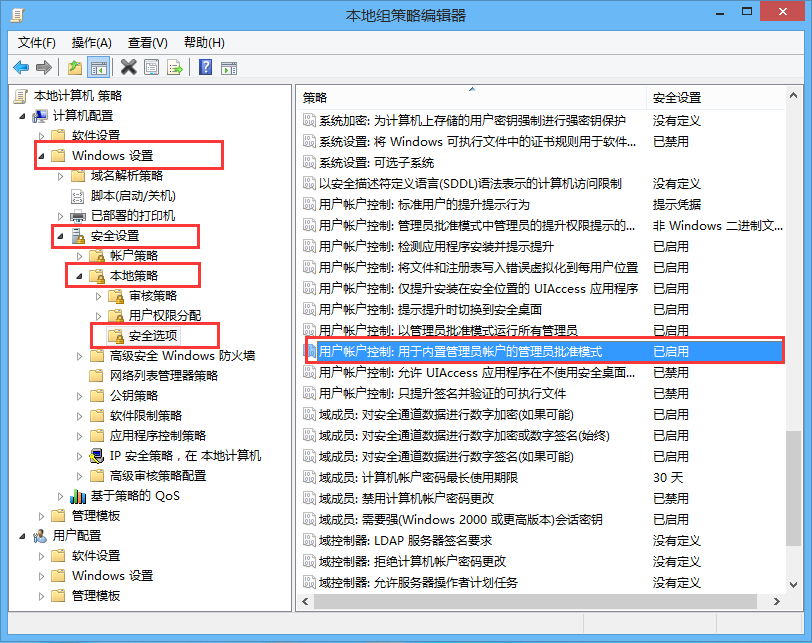 本地组策略编辑器
文件(F) 操作(A) 查看(V) 帮助(H)
本地计算机 策略
计算机配置
软件设置
Windows 设置
域名解析策略
脚本(启动/关机)
已部署的打印机
安全设置
帐户策略
本地策略
审核策略
用户权限分配
安全选项
高级安全 Windows 防火墙
网络列表管理器策略
公钥策略
软件限制策略
应用程序控制策略
IP 安全策略，在 本地计算机
高级审核策略配置
基于策略的 QoS
管理模板
用户配置
软件设置
Windows 设置
管理模板
策略 安全设置
系统加密: 为计算机上存储的用户密钥强制进行强密钥保护 没有定义
系统设置: 将 Windows 可执行文件中的证书规则用于软件... 已禁用
系统设置: 可选子系统
以安全描述符定义语言(SDDL)语法表示的计算机访问限制 没有定义
用户帐户控制: 标准用户的提升提示行为 提示凭据
用户帐户控制: 管理员批准模式中管理员的提升权限提示的... 非 Windows 二进制文...
用户帐户控制: 检测应用程序安装并提示提升 已启用
用户帐户控制: 将文件和注册表写入错误虚拟化到每用户位置 已启用
用户帐户控制: 仅提升安装在安全位置的 UIAccess 应用程序 已启用
用户帐户控制: 提示提升时切换到安全桌面 已启用
用户帐户控制: 以管理员批准模式运行所有管理员 已启用
用户帐户控制: 用于内置管理员帐户的管理员批准模式 已启用
用户帐户控制: 允许 UIAccess 应用程序在不使用安全桌面... 已禁用
用户帐户控制: 只提升签名并验证的可执行文件 已禁用
域成员: 对安全通道数据进行数字加密(如果可能) 已启用
域成员: 对安全通道数据进行数字加密或数字签名(始终) 已启用
域成员: 对安全通道数据进行数字签名(如果可能) 已启用
域成员: 计算机帐户密码最长使用期限 30 天
域成员: 禁用计算机帐户密码更改 已禁用
域成员: 需要强(Windows 2000 或更高版本)会话密钥 已启用
域控制器: LDAP 服务器签名要求 没有定义
域控制器: 拒绝计算机帐户密码更改 没有定义
域控制器: 允许服务器操作者计划任务 没有定义